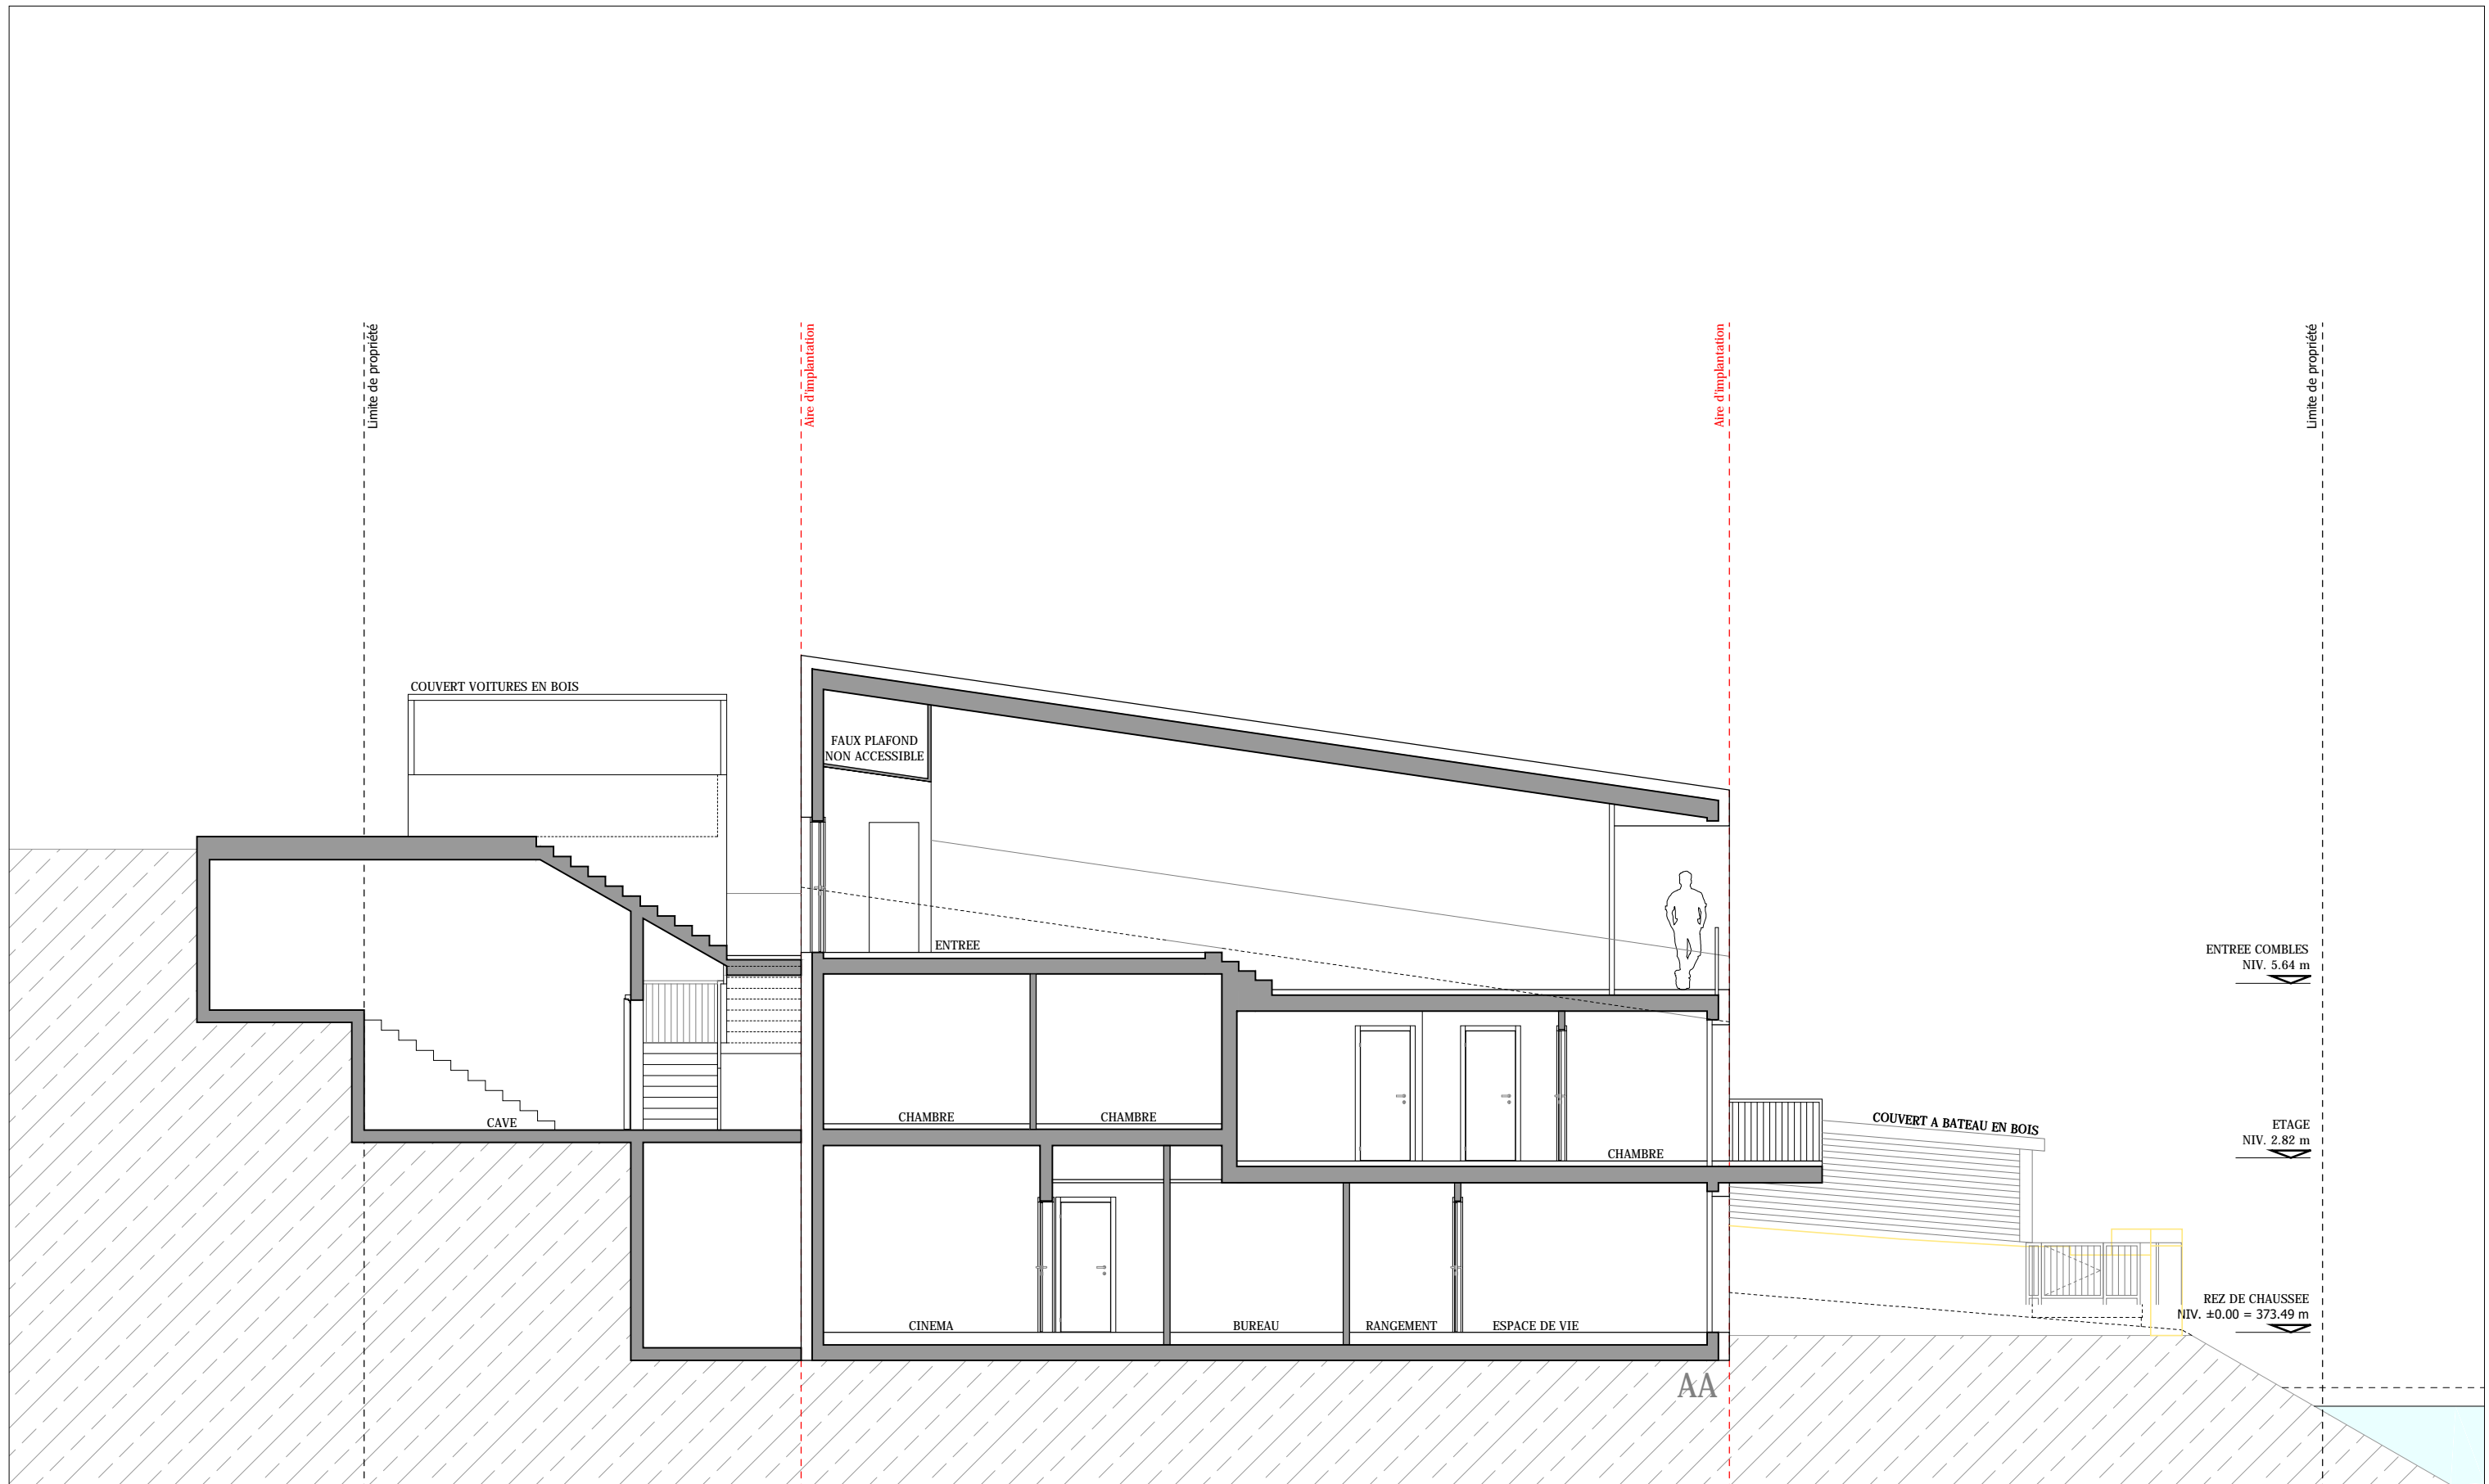 Limite de propriété
Aire d'implantation
Aire d'implantation
Limite de propriété
COUVERT VOITURES EN BOIS
FAUX PLAFOND
NON ACCESSIBLE
ENTREE
ENTREE COMBLES
NIV. 5.64 m
CAVE
CHAMBRE
CHAMBRE
CHAMBRE
COUVERT A BATEAU EN BOIS
ETAGE
NIV. 2.82 m
CINEMA
BUREAU
RANGEMENT
ESPACE DE VIE
REZ DE CHAUSSEE
NIV. ±0.00 = 373.49 m
AA